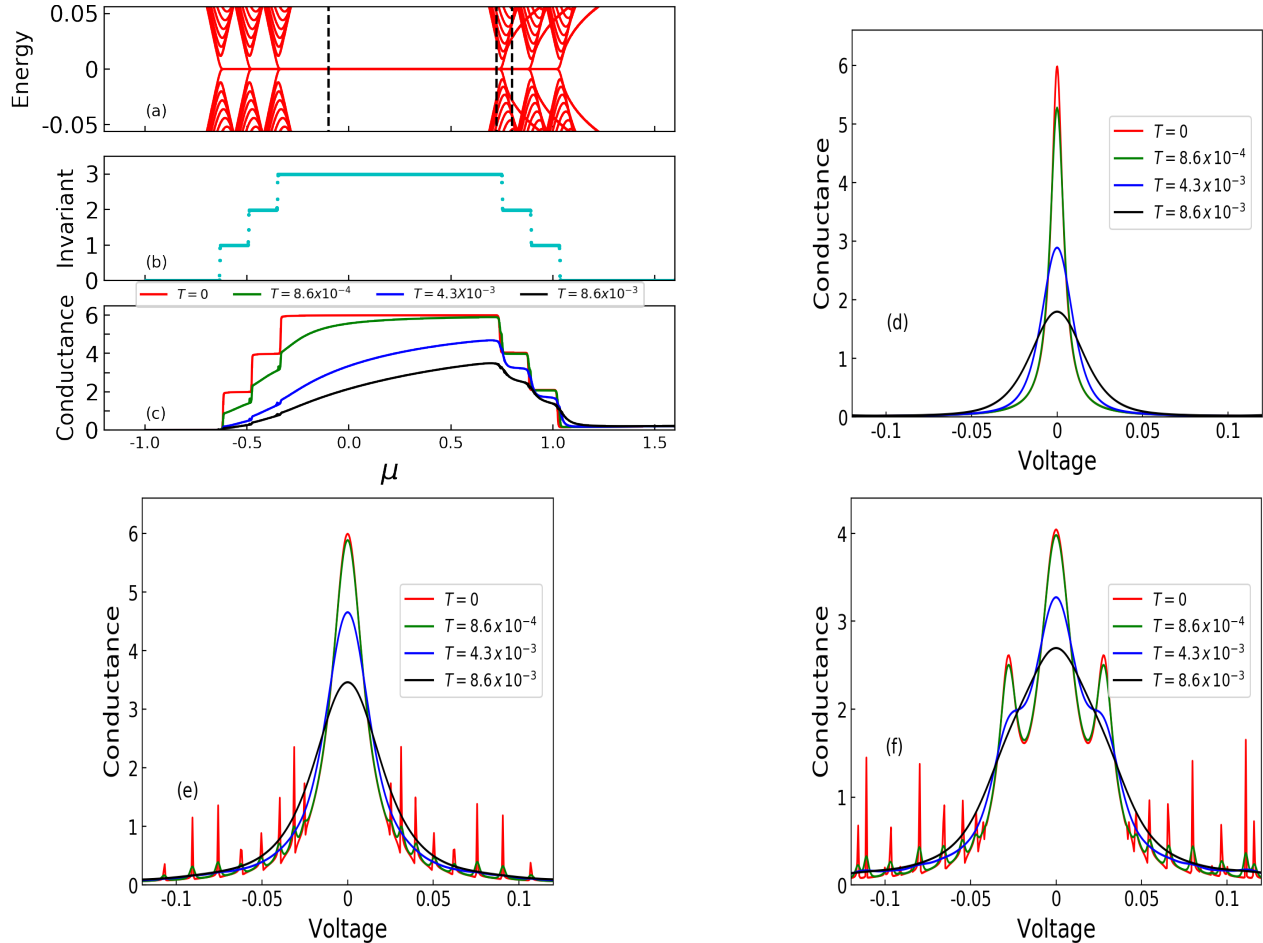 0.05
0
-0.05
Energy
(a)
3
2
1
0
Invariant
(b)
T = 0
T = 8.6x10⁻⁴
T = 4.3X10⁻³
T = 8.6x10⁻³
6
4
2
0
Conductance
(c)
-1.0 -0.5 0.0 0.5 1.0 1.5
μ
6
5
4
3
2
1
0
Conductance
T = 0
T = 8.6x10⁻⁴
T = 4.3x10⁻³
T = 8.6x10⁻³
(d)
-0.1 -0.05 0 0.05 0.1
Voltage
6
5
4
3
2
1
0
Conductance
T = 0
T = 8.6x10⁻⁴
T = 4.3x10⁻³
T = 8.6x10⁻³
(e)
-0.1 -0.05 0 0.05 0.1
Voltage
4
3
2
1
0
Conductance
T = 0
T = 8.6x10⁻⁴
T = 4.3x10⁻³
T = 8.6x10⁻³
(f)
-0.1 -0.05 0 0.05 0.1
Voltage